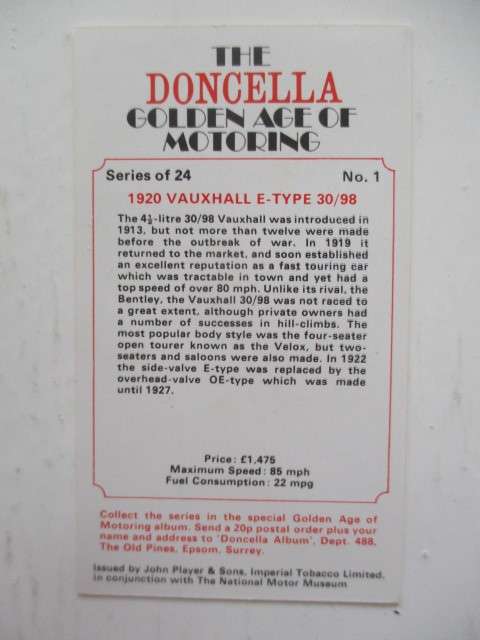 THE
DONCELLA
GOLDEN AGE OF
MOTORING
Series of 24 No. 1
1920 VAUXHALL E-TYPE 30/98
The 4½-litre 30/98 Vauxhall was introduced in
1913, but not more than twelve were made
before the outbreak of war. In 1919 it
returned to the market, and soon established
an excellent reputation as a fast touring car
which was tractable in town and yet had a
top speed of over 80 mph. Unlike its rival, the
Bentley, the Vauxhall 30/98 was not raced to
a great extent, although private owners had
a number of successes in hill-climbs. The
most popular body style was the four-seater
open tourer known as the Velox, but two-
seaters and saloons were also made. In 1922
the side-valve E-type was replaced by the
overhead-valve OE-type which was made
until 1927.
Price: £1,475
Maximum Speed: 85 mph
Fuel Consumption: 22 mpg
Collect the series in the special Golden Age of
Motoring album. Send a 20p postal order plus your
name and address to 'Doncella Album', Dept. 488,
The Old Pines, Epsom, Surrey.
Issued by John Player & Sons, Imperial Tobacco Limited,
in conjunction with The National Motor Museum